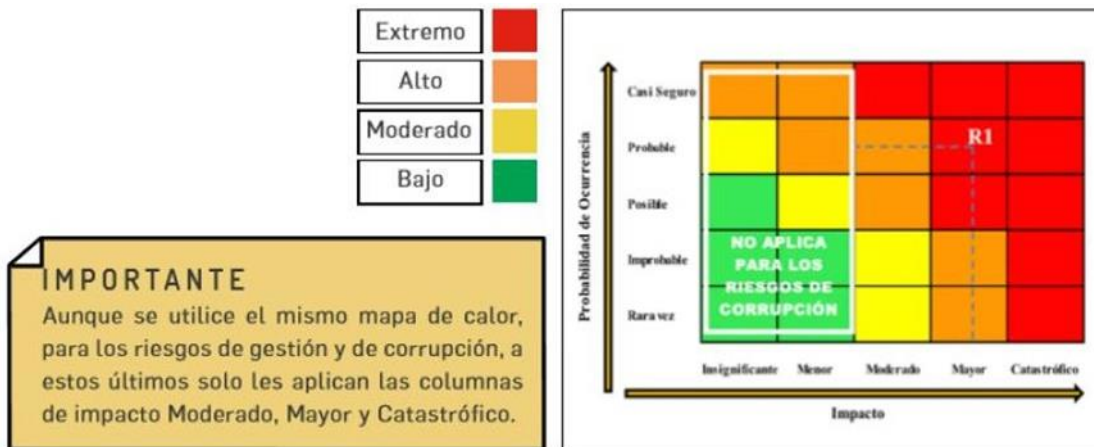 Extremo
Alto
Moderado
Bajo
IMPORTANTE
Aunque se utilice el mismo mapa de calor,
para los riesgos de gestión y de corrupción, a
estos últimos solo les aplican las columnas
de impacto Moderado, Mayor y Catastrófico.
Probabilidad de Ocurrencia
Casi Seguro
Probable
R1
Posible
Improbable
Rara vez
NO APLICA
PARA LOS
RIESGOS DE
CORRUPCIÓN
Insignificante Menor Moderado Mayor Catastrófico
Impacto